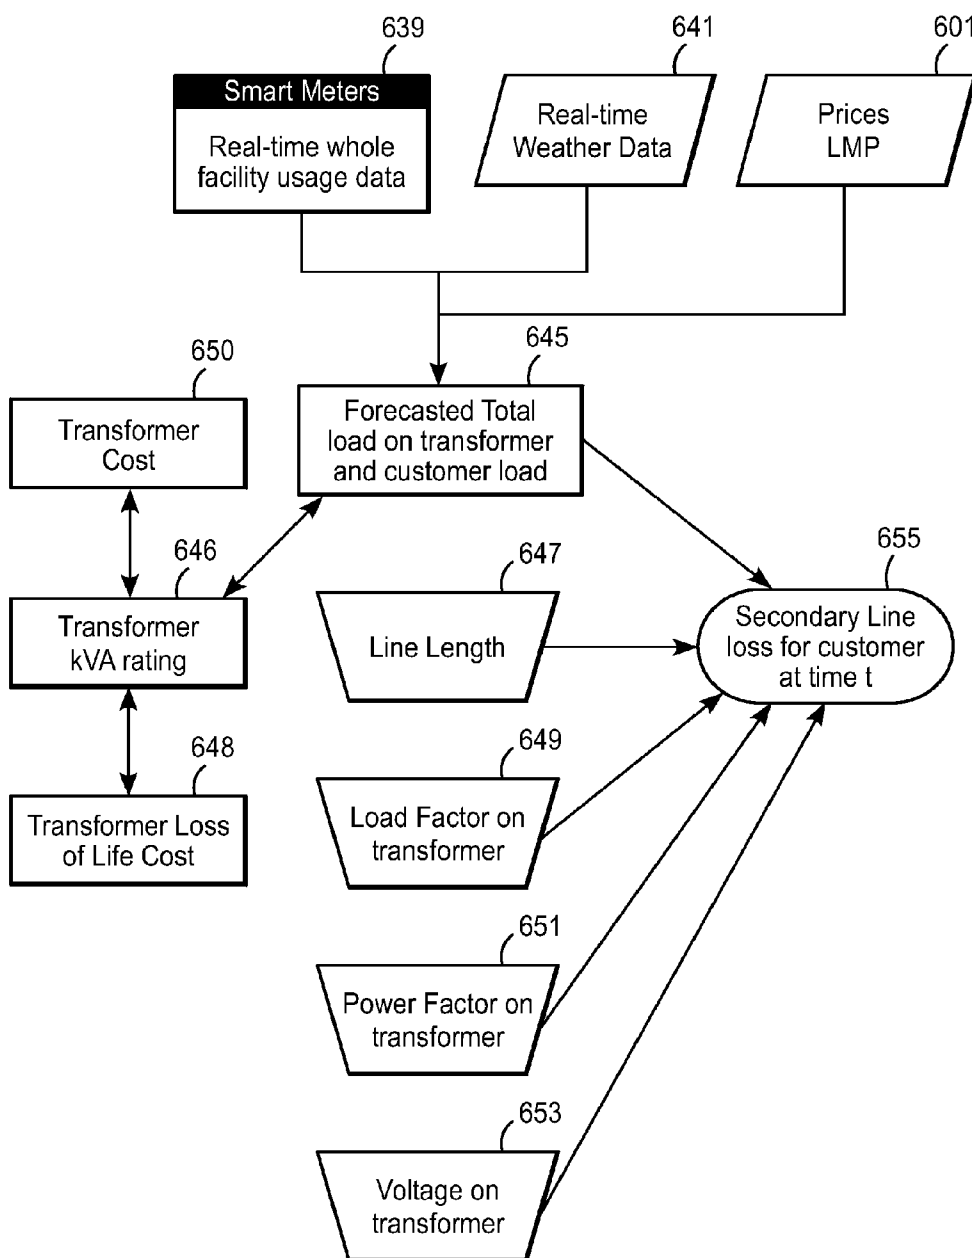 639
641
601
Smart Meters
Real-time whole
facility usage data
Real-time
Weather Data
Prices
LMP
650
645
Transformer
Cost
Forecasted Total
load on transformer
and customer load
646
647
655
Transformer
kVA rating
Line Length
Secondary Line
loss for customer
at time t
648
649
Transformer Loss
of Life Cost
Load Factor on
transformer
651
Power Factor on
transformer
653
Voltage on
transformer